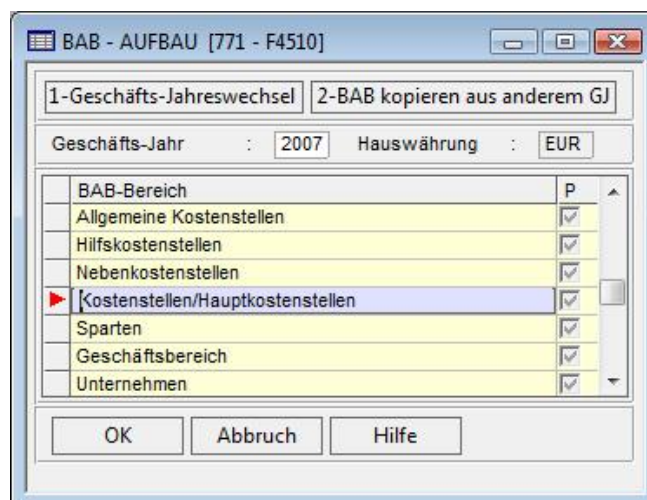 BAB - AUFBAU [771 - F4510]
1-Geschäfts-Jahreswechsel 2-BAB kopieren aus anderem GJ
Geschäfts-Jahr : 2007 Hauswährung : EUR
BAB-Bereich P
Allgemeine Kostenstellen
Hilfskostenstellen
Nebenkostenstellen
Kostenstellen/Hauptkostenstellen
Sparten
Geschäftsbereich
Unternehmen
OK Abbruch Hilfe